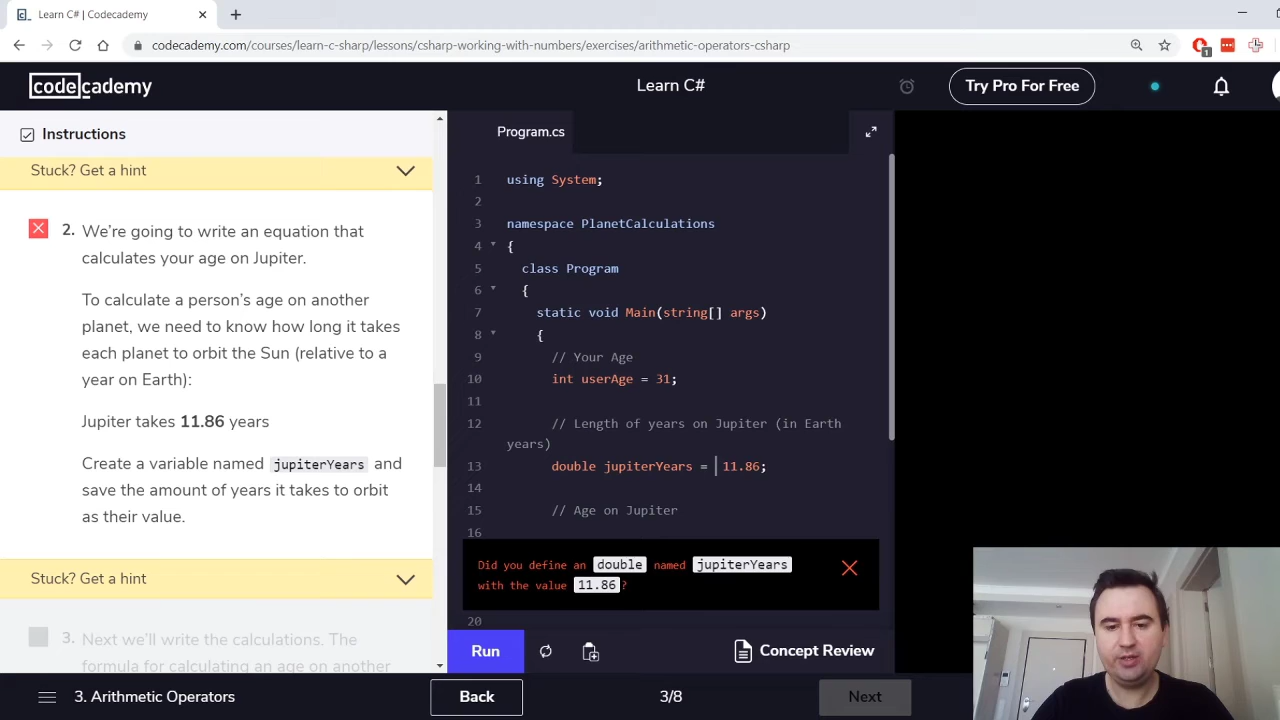 Learn C# | Codecademy
codecademy.com/courses/learn-c-sharp/lessons/csharp-working-with-numbers/exercises/arithmetic-operators-csharp
1
codecademy
Learn C#
Try Pro For Free
Instructions
Stuck? Get a hint
2. We're going to write an equation that
calculates your age on Jupiter.
To calculate a person's age on another
planet, we need to know how long it takes
each planet to orbit the Sun (relative to a
year on Earth):
Jupiter takes 11.86 years
Create a variable named jupiterYears and
save the amount of years it takes to orbit
as their value.
Stuck? Get a hint
3. Next we'll write the calculations. The
formula for calculating an age on another
Program.cs
1 using System;
2
3 namespace PlanetCalculations
4 {
5 class Program
6 {
7 static void Main(string[] args)
8 {
9 // Your Age
10 int userAge = 31;
11
12 // Length of years on Jupiter (in Earth
years)
13 double jupiterYears = 11.86;
14
15 // Age on Jupiter
16
Did you define an double named jupiterYears
with the value 11.86?
20
Run
Concept Review
3. Arithmetic Operators
Back
3/8
Next